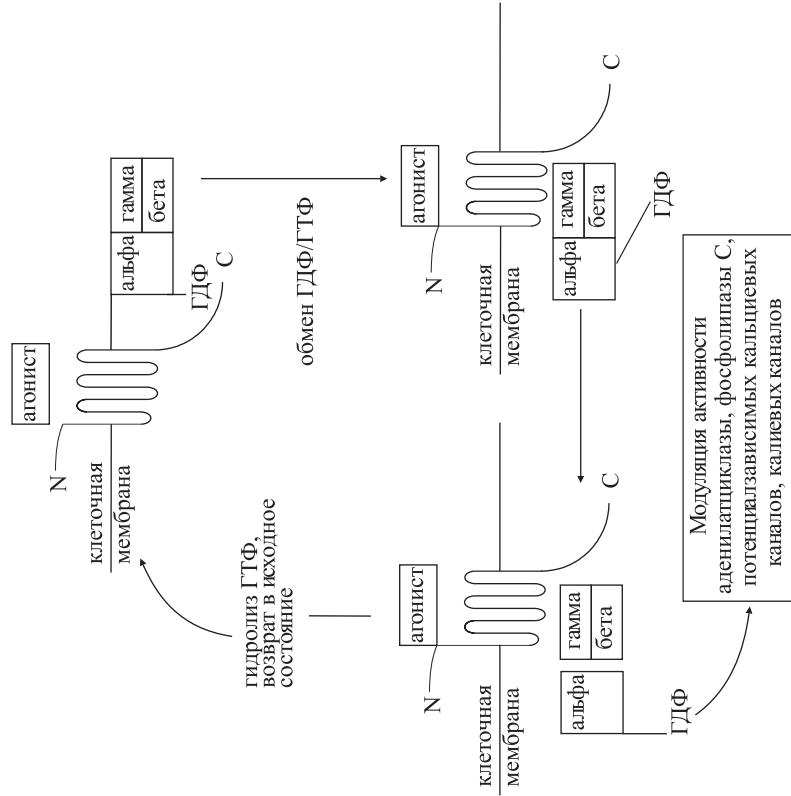 агонист
N
клеточная
мембрана
альфа
гамма
бета
ГДФ
С
обмен ГДФ/ГТФ
агонист
N
клеточная
мембрана
альфа
гамма
бета
ГДФ
С
агонист
N
клеточная
мембрана
альфа
гамма
бета
ГДФ
С
гидролиз ГТФ,
возврат в исходное
состояние
Модуляция активности
аденилатциклазы, фосфолипазы С,
потенциалзависимых кальциевых
каналов, калиевых каналов